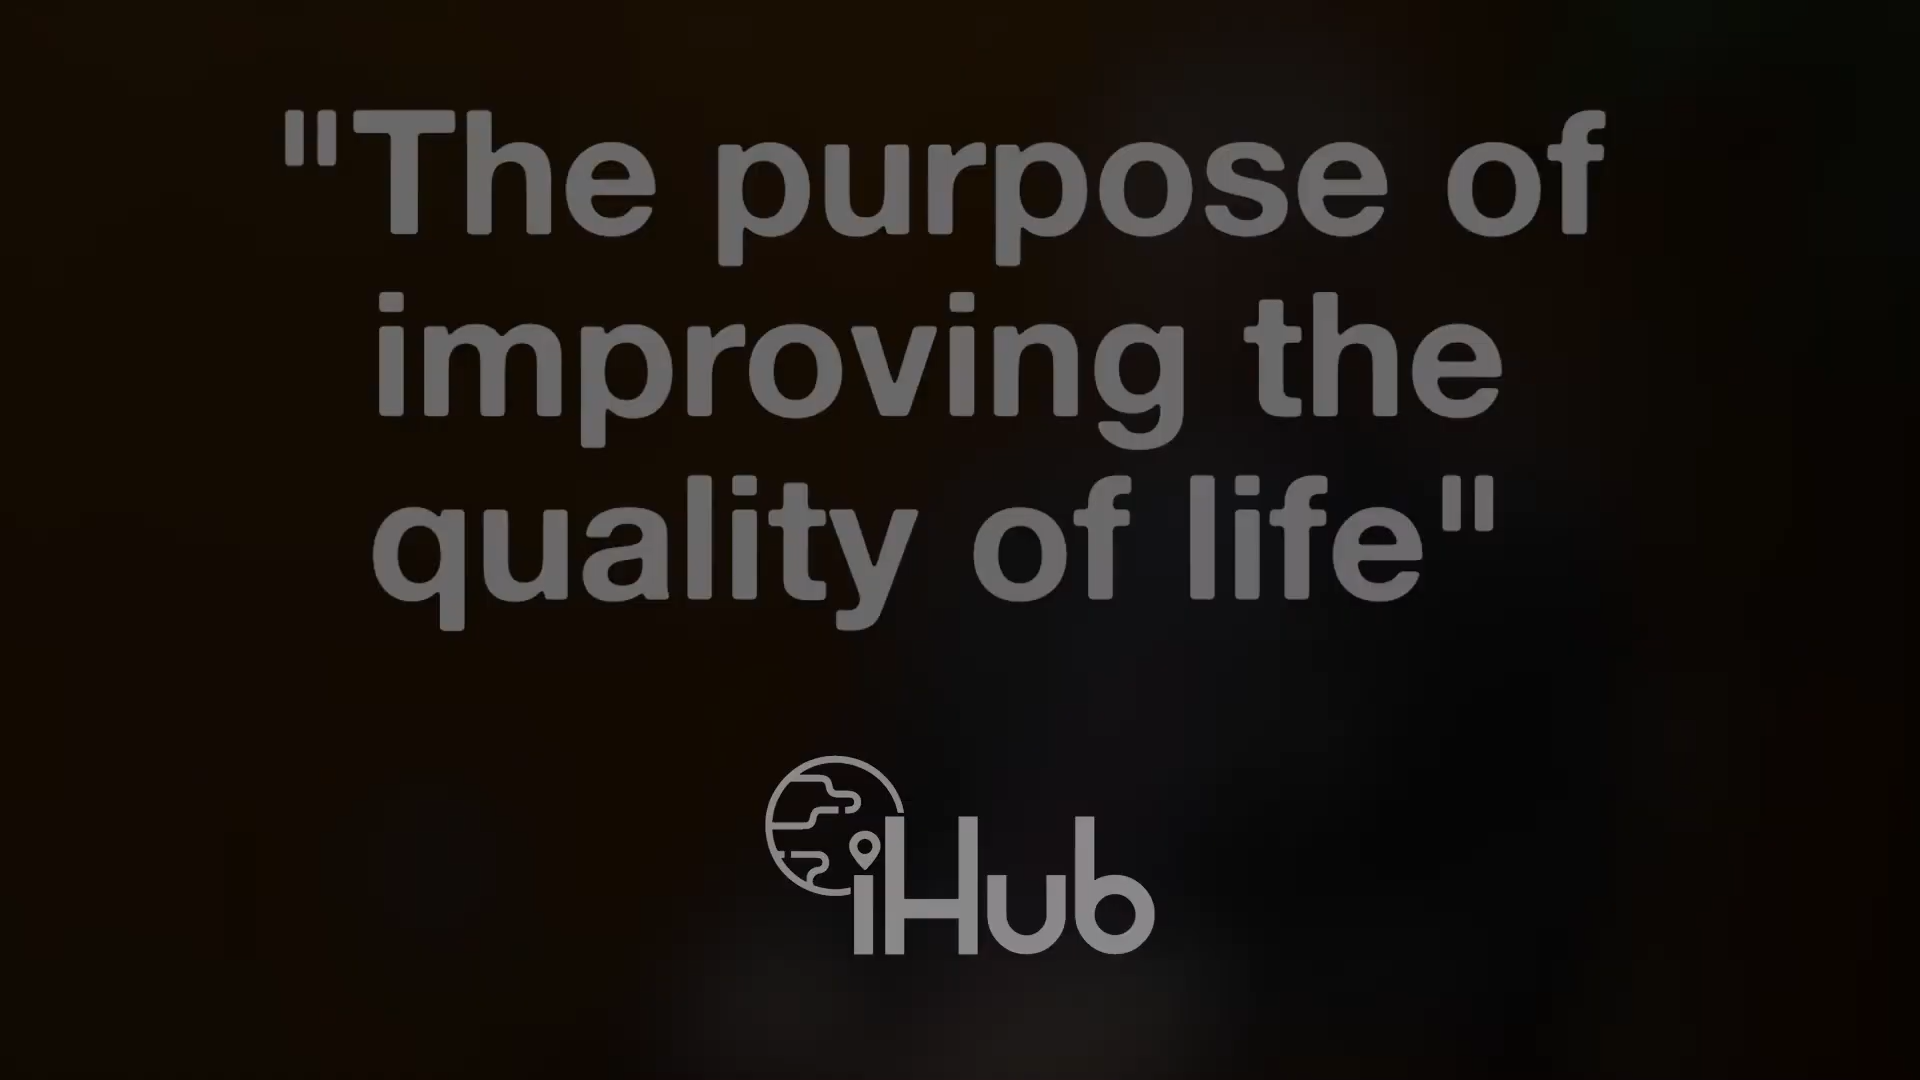 "The purpose of
improving the
quality of life"
iHub